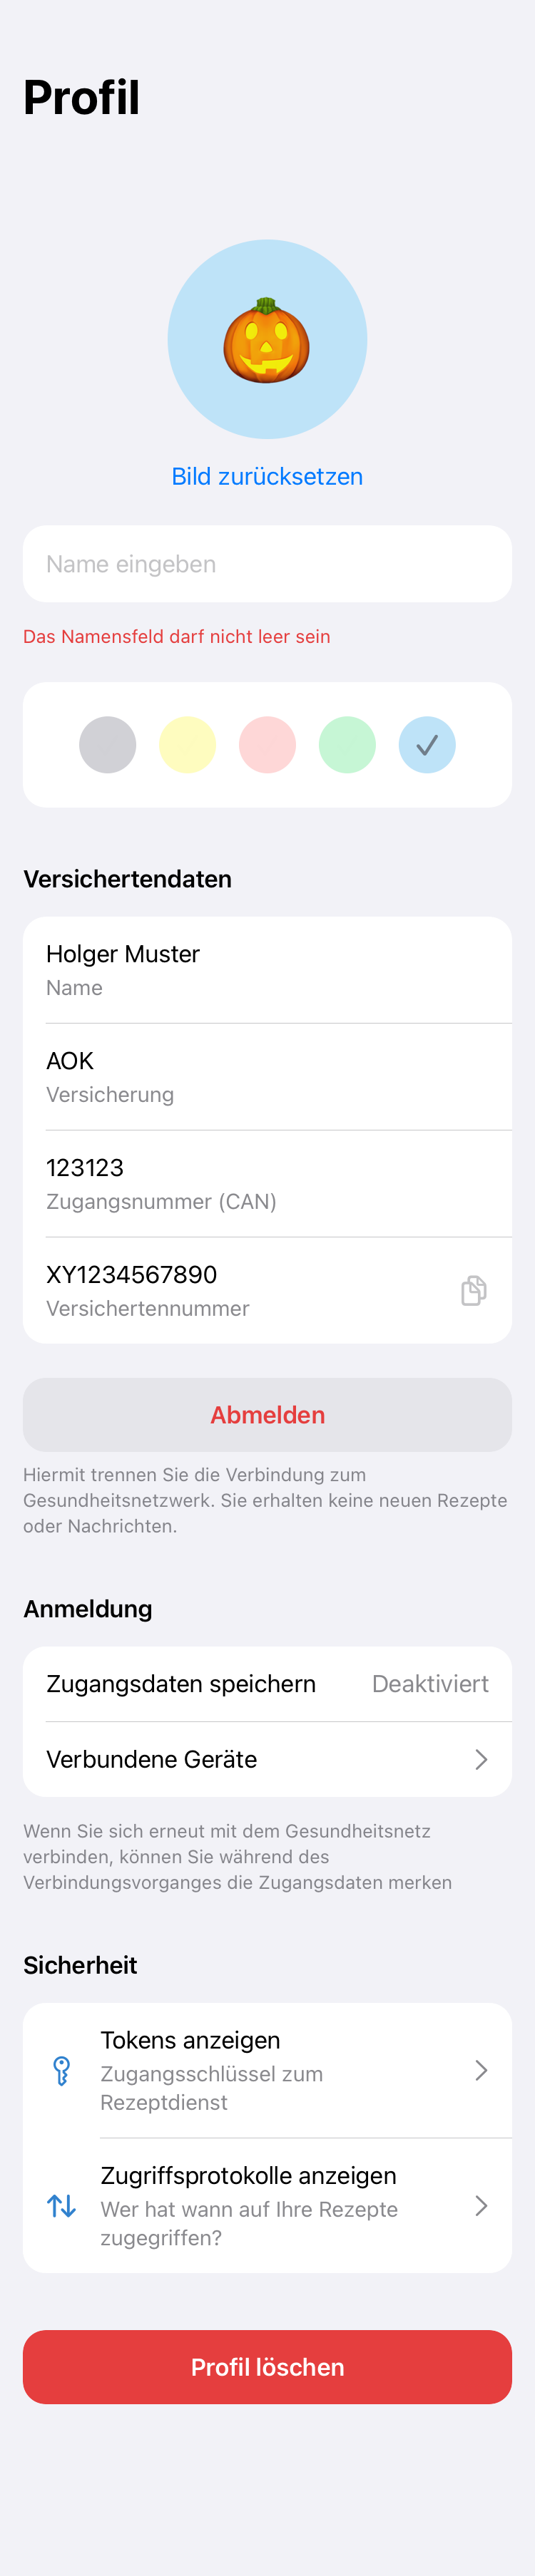 Profil
Bild zurücksetzen
Name eingeben
Das Namensfeld darf nicht leer sein
Versichertendaten
Holger Muster
Name
AOK
Versicherung
123123
Zugangsnummer (CAN)
XY1234567890
Versichertennummer
Abmelden
Hiermit trennen Sie die Verbindung zum
Gesundheitsnetzwerk. Sie erhalten keine neuen Rezepte
oder Nachrichten.
Anmeldung
Zugangsdaten speichern Deaktiviert
Verbundene Geräte
Wenn Sie sich erneut mit dem Gesundheitsnetz
verbinden, können Sie während des
Verbindungsvorganges die Zugangsdaten merken
Sicherheit
Tokens anzeigen
Zugangsschlüssel zum
Rezeptdienst
Zugriffsprotokolle anzeigen
Wer hat wann auf Ihre Rezepte
zugegriffen?
Profil löschen